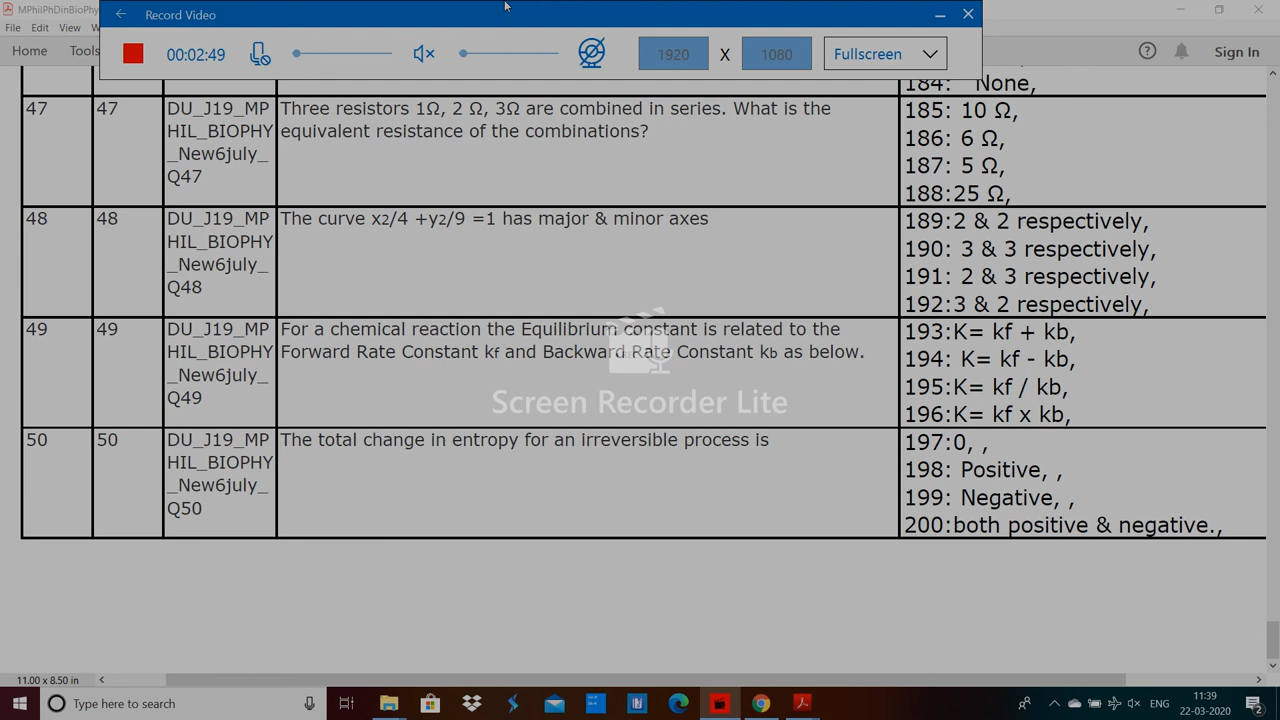 MPhilPhDinBioPhy
Record Video
File Edit View
00:02:49
1920 X 1080 Fullscreen
Home Tools
Sign In
184: None,
47 47 DU_J19_MP
HIL_BIOPHY
_New6july_
Q47
Three resistors 1Ω, 2 Ω, 3Ω are combined in series. What is the
equivalent resistance of the combinations?
185: 10 Ω,
186: 6 Ω,
187: 5 Ω,
188:25 Ω,
48 48 DU_J19_MP
HIL_BIOPHY
_New6july_
Q48
The curve x2/4 +y2/9 =1 has major & minor axes
189:2 & 2 respectively,
190: 3 & 3 respectively,
191: 2 & 3 respectively,
192:3 & 2 respectively,
49 49 DU_J19_MP
HIL_BIOPHY
_New6july_
Q49
For a chemical reaction the Equilibrium constant is related to the
Forward Rate Constant kf and Backward Rate Constant kb as below.
193:K= kf + kb,
194: K= kf - kb,
195:K= kf / kb,
196:K= kf x kb,
Screen Recorder Lite
50 50 DU_J19_MP
HIL_BIOPHY
_New6july_
Q50
The total change in entropy for an irreversible process is
197:0, ,
198: Positive, ,
199: Negative, ,
200:both positive & negative.,
11.00 x 8.50 in
Type here to search
ENG
11:39
22-03-2020
2